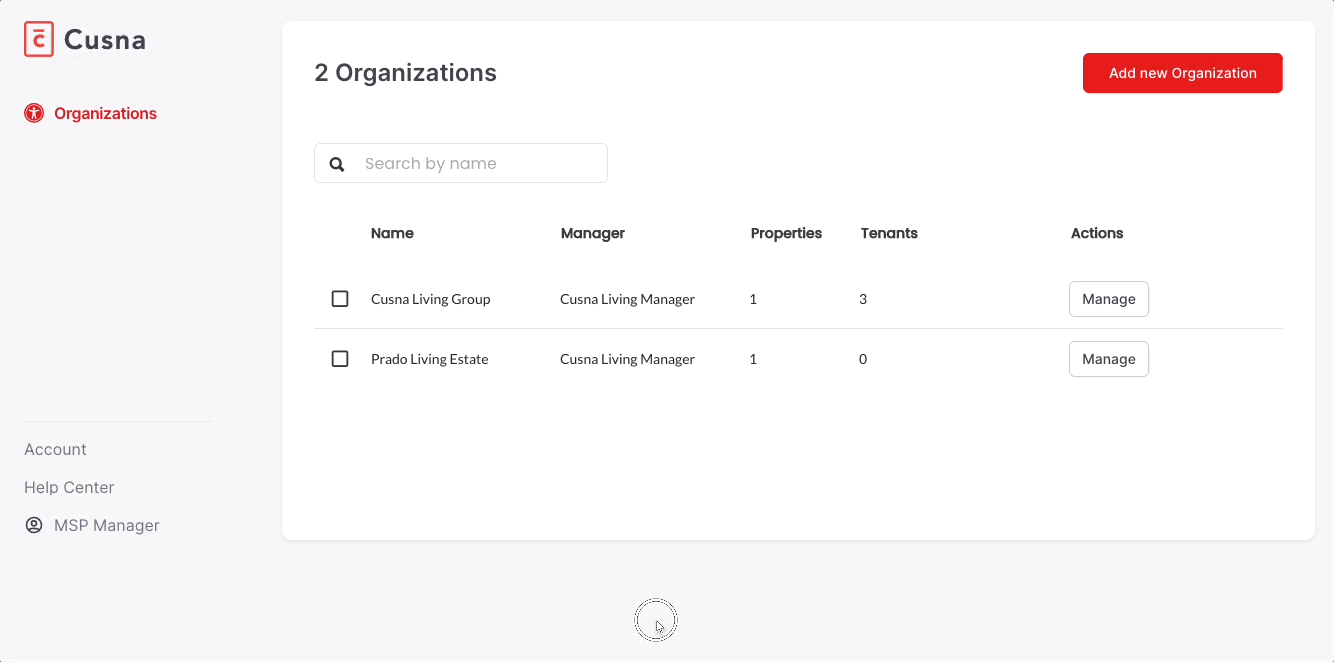 Cusna
Organizations
Account
Help Center
MSP Manager
2 Organizations
Add new Organization
Search by name
Name Manager Properties Tenants Actions
Cusna Living Group Cusna Living Manager 1 3 Manage
Prado Living Estate Cusna Living Manager 1 0 Manage